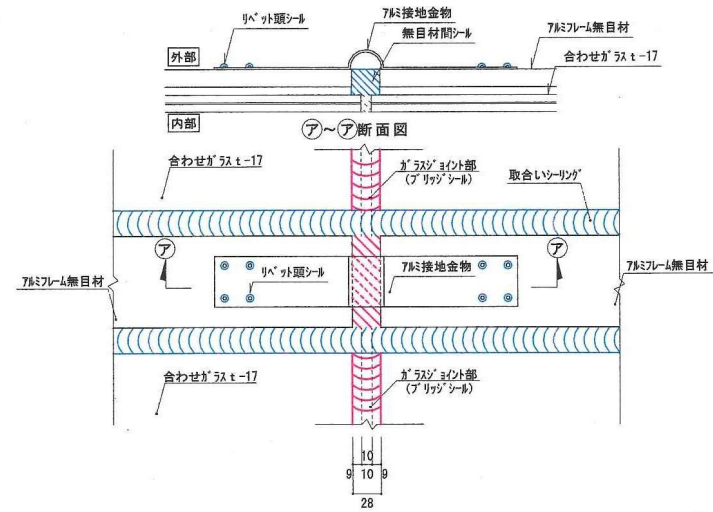 リベット頭シール
アルミ接地金物
無目材間シール
アルミフレーム無目材
外部
合わせガラス t-17
内部
ア〜ア断面図
合わせガラス t-17
ガラスジョイント部
(ブリッジシール)
取合いシーリング
ア
ア
リベット頭シール
アルミ接地金物
アルミフレーム無目材
アルミフレーム無目材
合わせガラス t-17
ガラスジョイント部
(ブリッジシール)
10
9 10 9
28